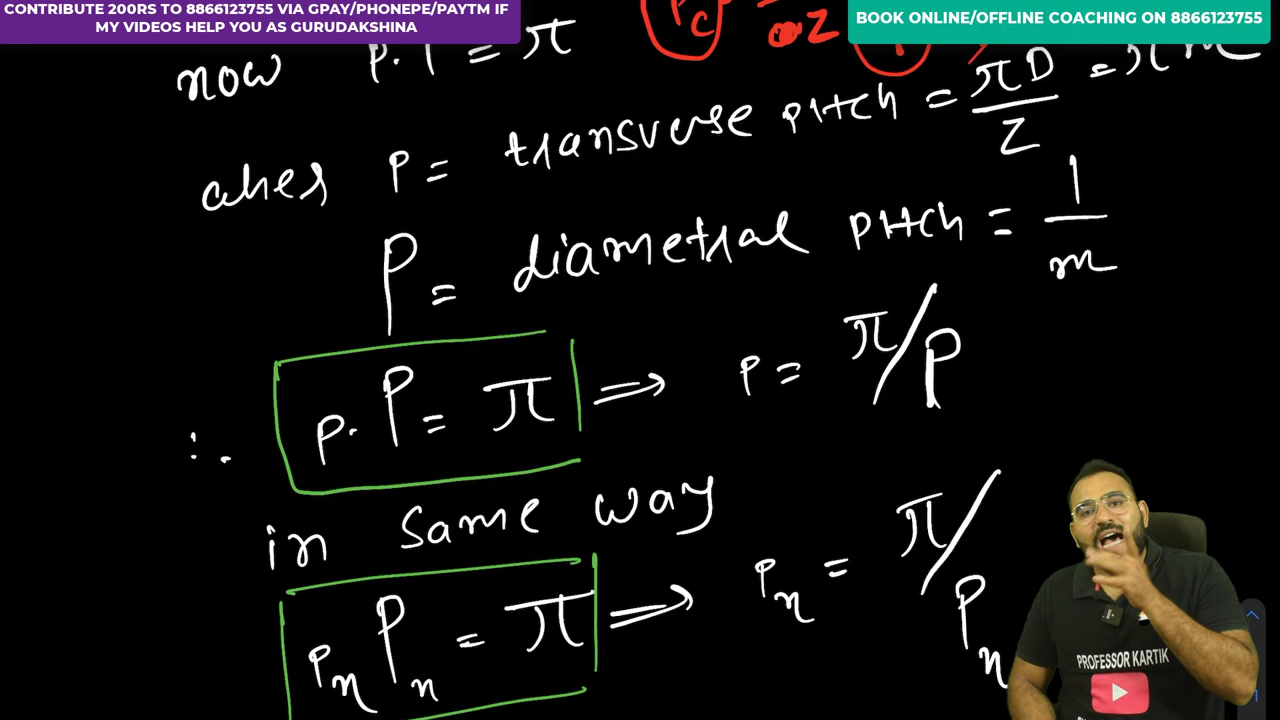 CONTRIBUTE 200RS TO 8866123755 VIA GPAY/PHONEPE/PAYTM IF
MY VIDEOS HELP YOU AS GURUDAKSHINA
BOOK ONLINE/OFFLINE COACHING ON 8866123755
now p.P = π
p = transverse pitch = πD/Z = πm
P = diametral pitch = 1/m
∴ p.P = π ⟹ p = π/P
in same way
Pn Pn = π ⟹ Pn = π/Pn
PROFESSOR KARTIK